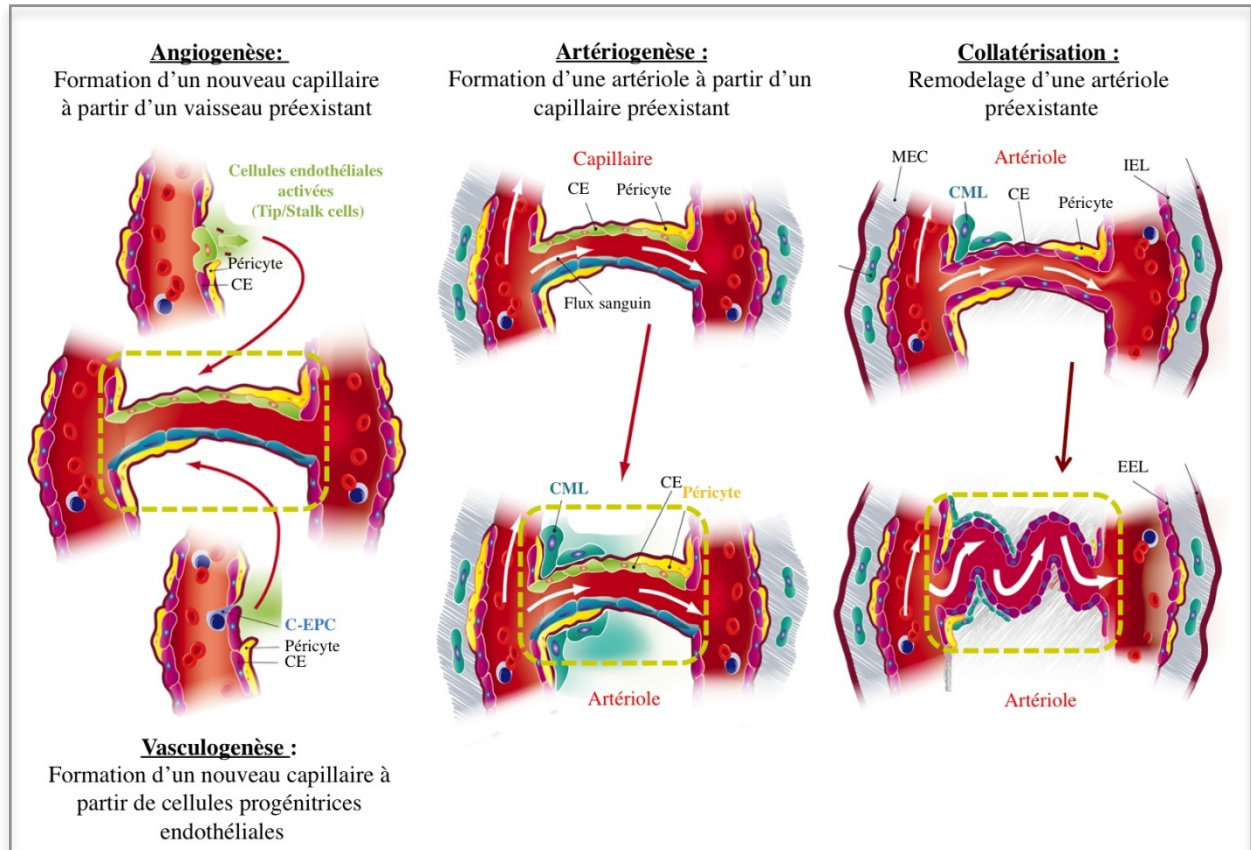 Angiogenèse:
Formation d'un nouveau capillaire
à partir d'un vaisseau préexistant
Cellules endothéliales
activées
(Tip/Stalk cells)
Péricyte
CE
C-EPC
Péricyte
CE
Vasculogenèse :
Formation d'un nouveau capillaire à
partir de cellules progénitrices
endothéliales
Artériogenèse :
Formation d'une artériole à partir d'un
capillaire préexistant
Capillaire
CE Péricyte
Flux sanguin
CML
CE
Péricyte
Artériole
Collatérisation :
Remodelage d'une artériole
préexistante
MEC
Artériole
IEL
CML
CE
Péricyte
EEL
Artériole